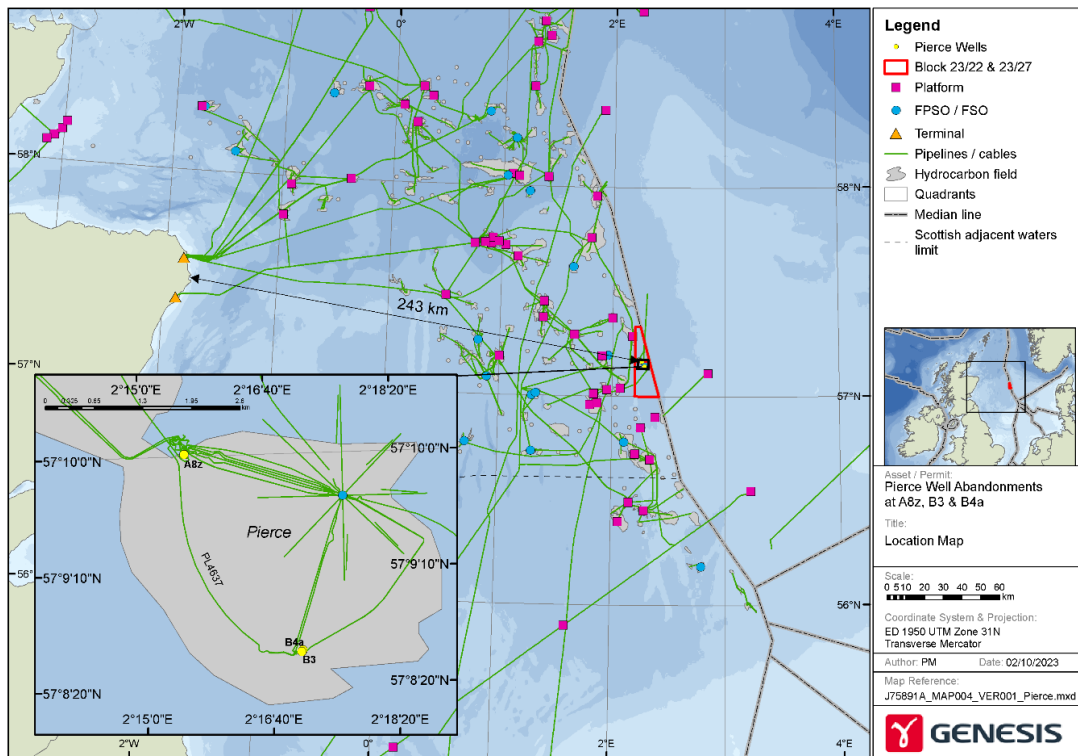 2°W
0°
2°E
4°E
58°N
58°N
243 km
57°N
57°N
56°
56°N
2°W
0°
2°E
4°E
2°15'0"E
2°16'40"E
2°18'20"E
0 0.325 0.65 1.3 1.95 2.6
km
57°10'0"N
57°10'0"N
A8z
Pierce
57°9'10"N
57°9'10"N
PL4637
B4a
B3
57°8'20"N
57°8'20"N
2°15'0"E
2°16'40"E
2°18'20"E
Legend
Pierce Wells
Block 23/22 & 23/27
Platform
FPSO / FSO
Terminal
Pipelines / cables
Hydrocarbon field
Quadrants
Median line
Scottish adjacent waters
limit
Asset / Permit:
Pierce Well Abandonments
at A8z, B3 & B4a
Title:
Location Map
Scale:
0 5 10 20 30 40 50 60
km
Coordinate System & Projection:
ED 1950 UTM Zone 31N
Transverse Mercator
Author: PM Date: 02/10/2023
Map Reference:
J75891A_MAP004_VER001_Pierce.mxd
GENESIS